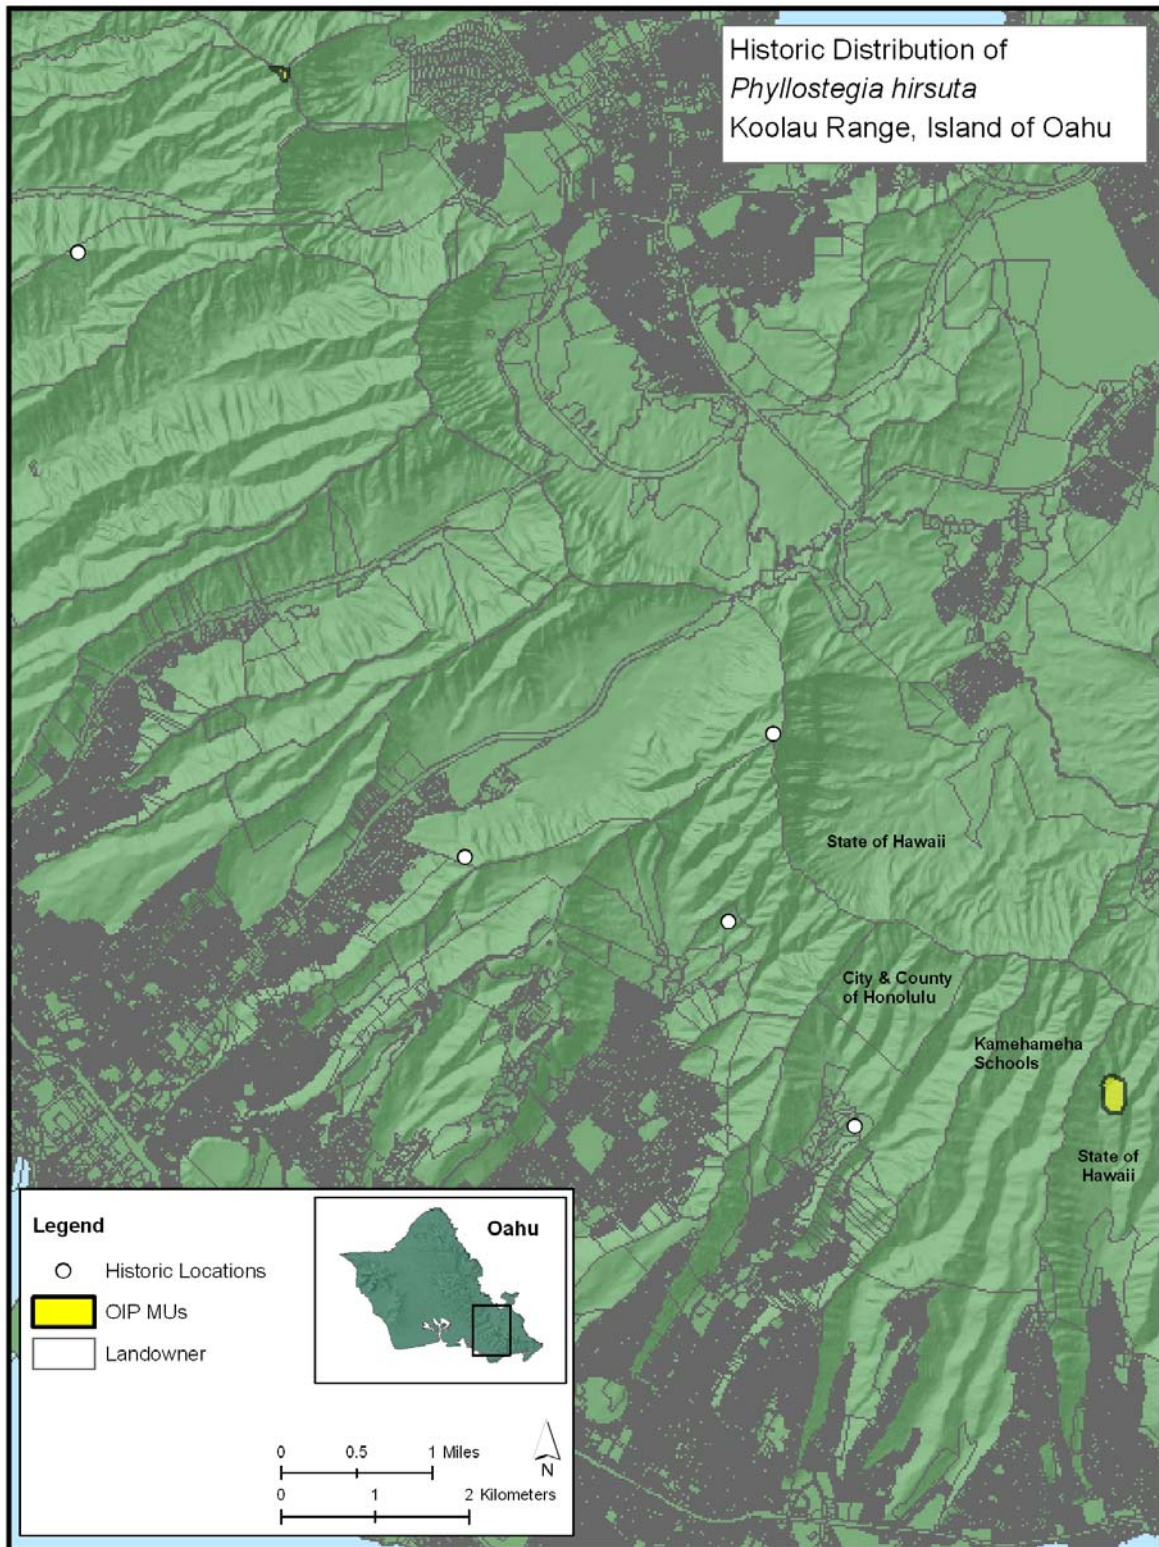 Historic Distribution of
Phyllostegia hirsuta
Koolau Range, Island of Oahu
State of Hawaii
City & County
of Honolulu
Kamehameha
Schools
State of
Hawaii
Legend
Historic Locations
OIP MUs
Landowner
Oahu
0 0.5 1 Miles
0 1 2 Kilometers
N